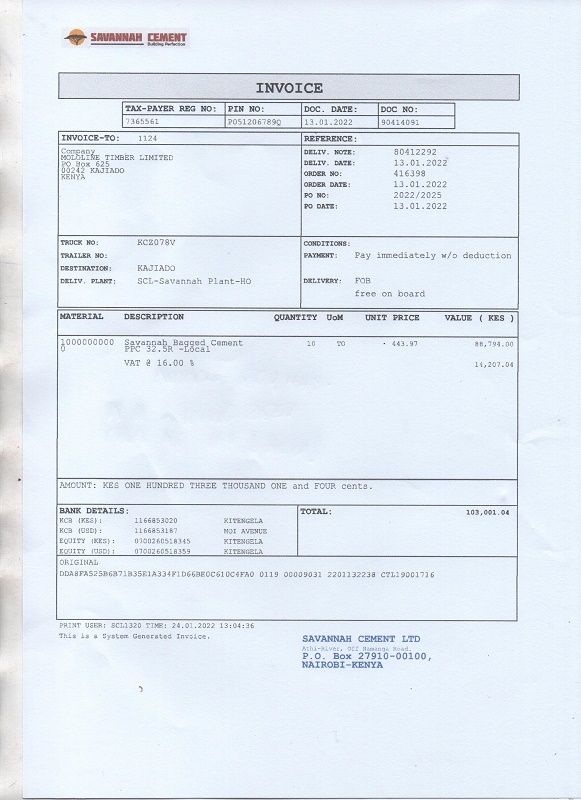 SAVANNAH CEMENT
Building Perfection
INVOICE
TAX-PAYER REG NO: PIN NO: DOC. DATE: DOC NO:
7365561 P051206789Q 13.01.2022 90414091
INVOICE-TO: 1124 REFERENCE:
Company
MOLOLINE TIMBER LIMITED
PO Box 625
00242 KAJIADO
KENYA
DELIV. NOTE: 80412292
DELIV. DATE: 13.01.2022
ORDER NO: 416398
ORDER DATE: 13.01.2022
PO NO: 2022/2025
PO DATE: 13.01.2022
TRUCK NO: KCZ078V
TRAILER NO:
DESTINATION: KAJIADO
DELIV. PLANT: SCL-Savannah Plant-HO
CONDITIONS:
PAYMENT: Pay immediately w/o deduction
DELIVERY: FOB
free on board
MATERIAL DESCRIPTION QUANTITY UoM UNIT PRICE VALUE ( KES )
1000000000 Savannah Bagged Cement 10 TO 443.97 88,794.00
0 PPC 32.5R -Local
VAT @ 16.00 % 14,207.04
AMOUNT: KES ONE HUNDRED THREE THOUSAND ONE and FOUR cents.
BANK DETAILS: TOTAL: 103,001.04
KCB (KES): 1166853020 KITENGELA
KCB (USD): 1166853187 MOI AVENUE
EQUITY (KES): 0700260518345 KITENGELA
EQUITY (USD): 0700260518359 KITENGELA
ORIGINAL
DDA8FA525B6B71B35E1A334F1D66BE0C610C4FA0 0119 00009031 2201132238 CTL19001716
PRINT USER: SCL1320 TIME: 24.01.2022 13:04:36
This is a System Generated Invoice.
SAVANNAH CEMENT LTD
Athi-River, Off Namanga Road.
P.O. Box 27910-00100,
NAIROBI-KENYA